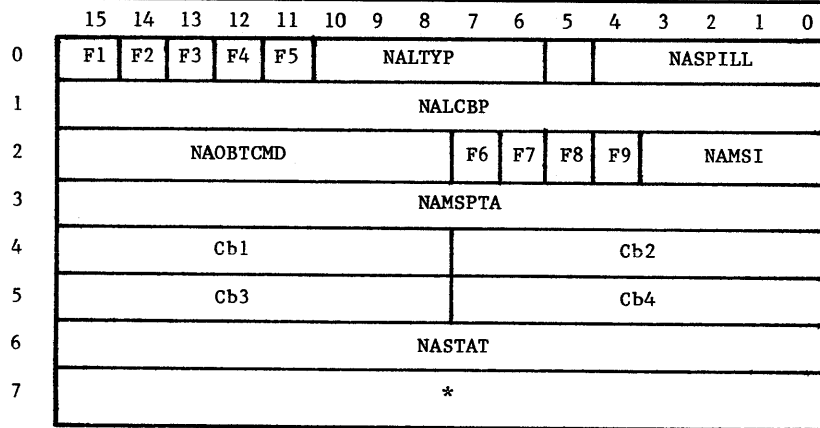 15 14 13 12 11 10 9 8 7 6 5 4 3 2 1 0
0 F1 F2 F3 F4 F5 NALTYP NASPILL
1 NALCBP
2 NAOBTCMD F6 F7 F8 F9 NAMSI
3 NAMSPTA
4 Cb1 Cb2
5 Cb3 Cb4
6 NASTAT
7 *